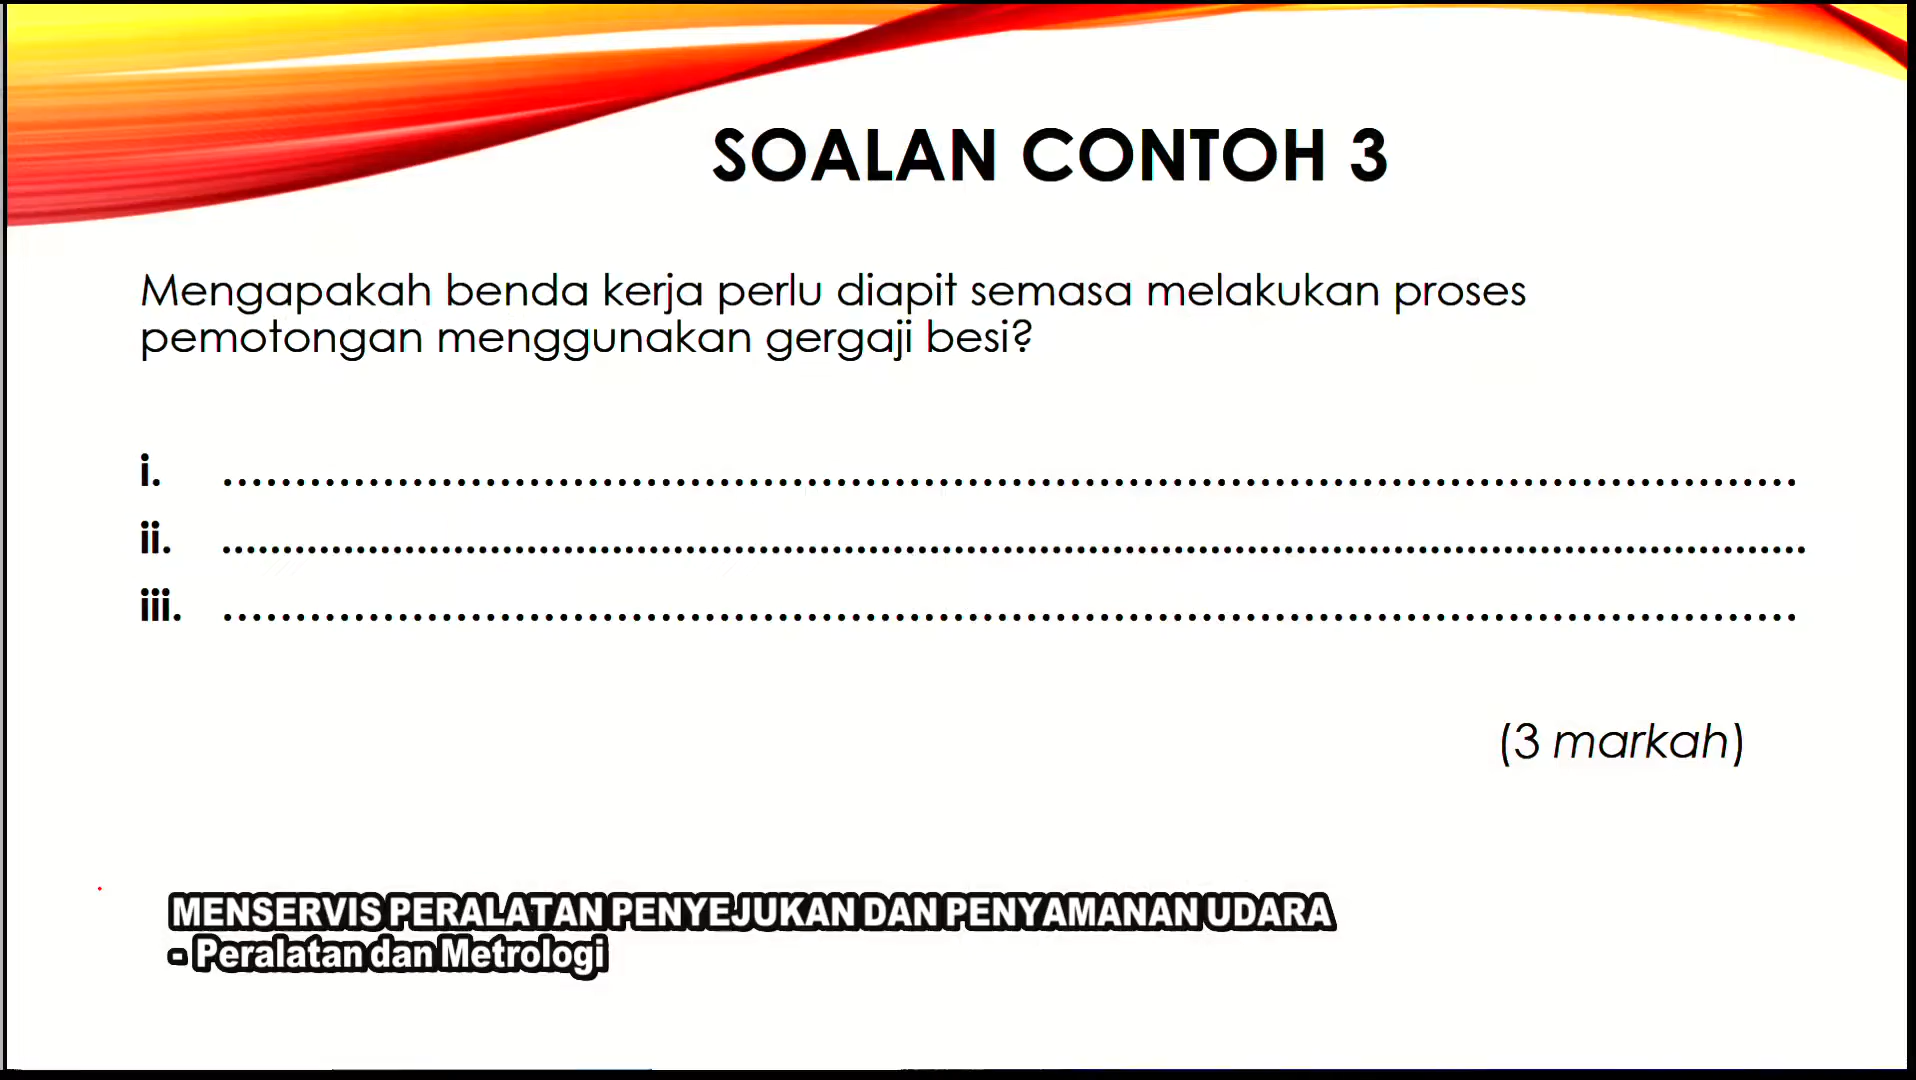 SOALAN CONTOH 3
Mengapakah benda kerja perlu diapit semasa melakukan proses
pemotongan menggunakan gergaji besi?
i. ............................................................................................................
ii. ............................................................................................................
iii. ............................................................................................................
(3 markah)
MENSERVIS PERALATAN PENYEJUKAN DAN PENYAMANAN UDARA
- Peralatan dan Metrologi